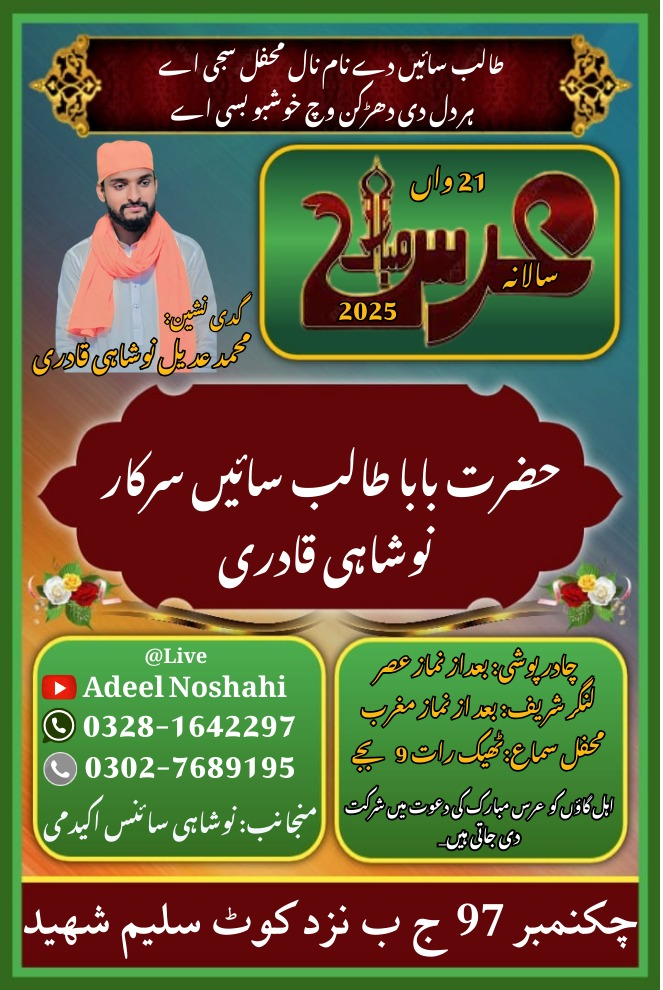 طالب سائیں دے نام نال محفل سجی اے
ہر دل دی دھڑکن وچ خوشبو بسی اے
21 واں
سالانہ
عرس مبارک
2025
گدی نشین:
محمد عدیل نوشاہی قادری
حضرت بابا طالب سائیں سرکار
نوشاہی قادری
چادر پوشی: بعد از نماز عصر
لنگر شریف: بعد از نماز مغرب
محفل سماع: ٹھیک رات 9 بجے
اہل گاؤں کو عرس مبارک کی دعوت میں شرکت
دی جاتی ہیں۔
@Live
Adeel Noshahi
0328-1642297
0302-7689195
منجانب: نوشاہی سائنس اکیدمی
چکنمبر 97 ج ب نزد کوٹ سلیم شهید